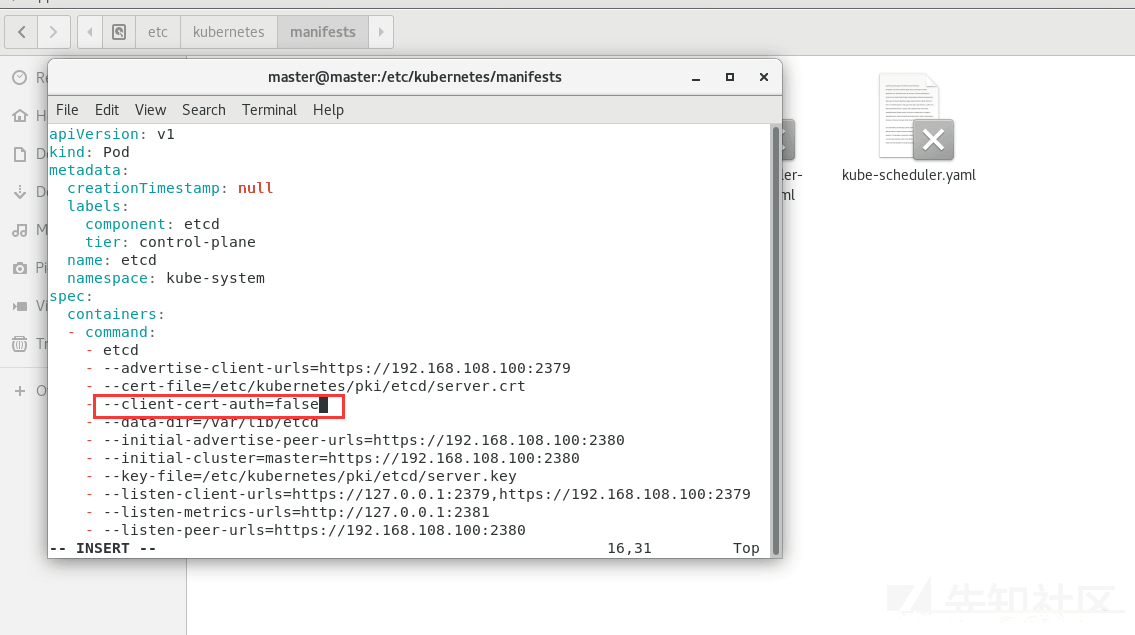 etc kubernetes manifests
master@master:/etc/kubernetes/manifests
File Edit View Search Terminal Help
apiVersion: v1
kind: Pod
metadata:
creationTimestamp: null
labels:
component: etcd
tier: control-plane
name: etcd
namespace: kube-system
spec:
containers:
- command:
- etcd
- --advertise-client-urls=https://192.168.108.100:2379
- --cert-file=/etc/kubernetes/pki/etcd/server.crt
- --client-cert-auth=false
- --data-dir=/var/lib/etcd
- --initial-advertise-peer-urls=https://192.168.108.100:2380
- --initial-cluster=master=https://192.168.108.100:2380
- --key-file=/etc/kubernetes/pki/etcd/server.key
- --listen-client-urls=https://127.0.0.1:2379,https://192.168.108.100:2379
- --listen-metrics-urls=http://127.0.0.1:2381
- --listen-peer-urls=https://192.168.108.100:2380
-- INSERT -- 16,31 Top
kube-scheduler.yaml
先知社区